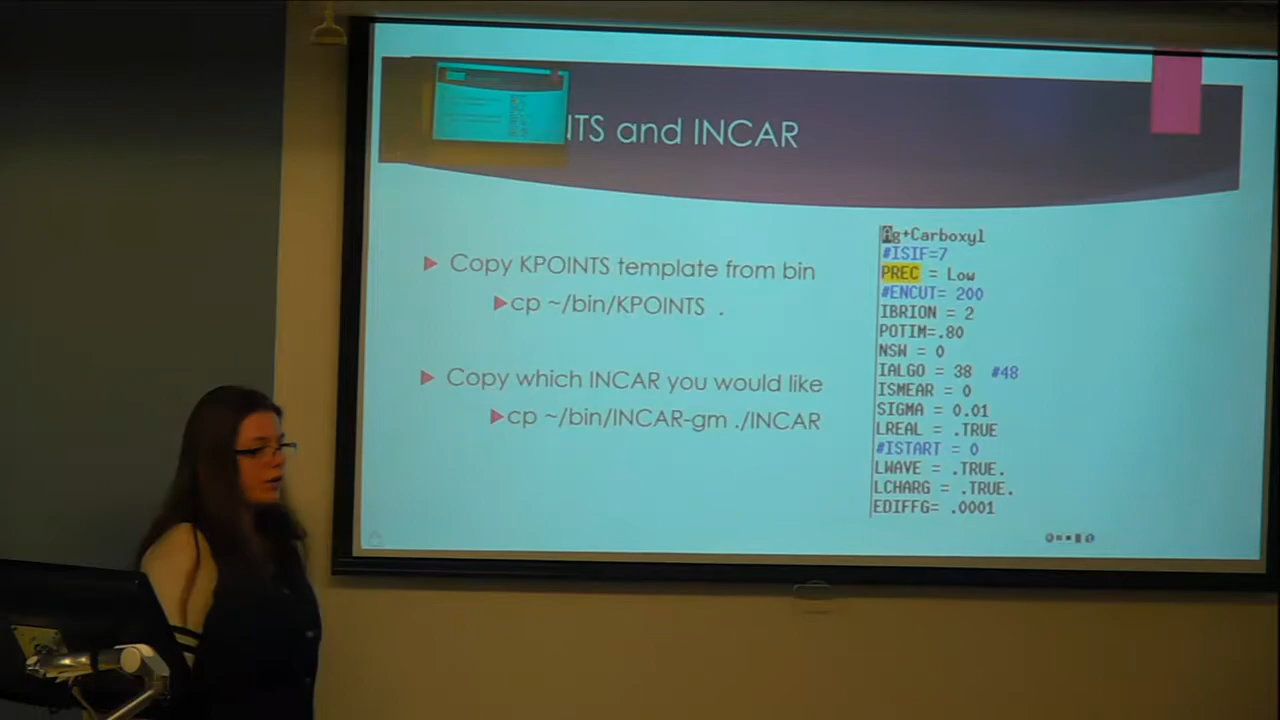 NTS and INCAR
Copy KPOINTS template from bin
cp ~/bin/KPOINTS .
Copy which INCAR you would like
cp ~/bin/INCAR-gm ./INCAR
Ag+Carboxyl
#ISIF=7
PREC = Low
#ENCUT= 200
IBRION = 2
POTIM=.80
NSW = 0
IALGO = 38 #48
ISMEAR = 0
SIGMA = 0.01
LREAL = .TRUE
#ISTART = 0
LWAVE = .TRUE.
LCHARG = .TRUE.
EDIFFG= .0001